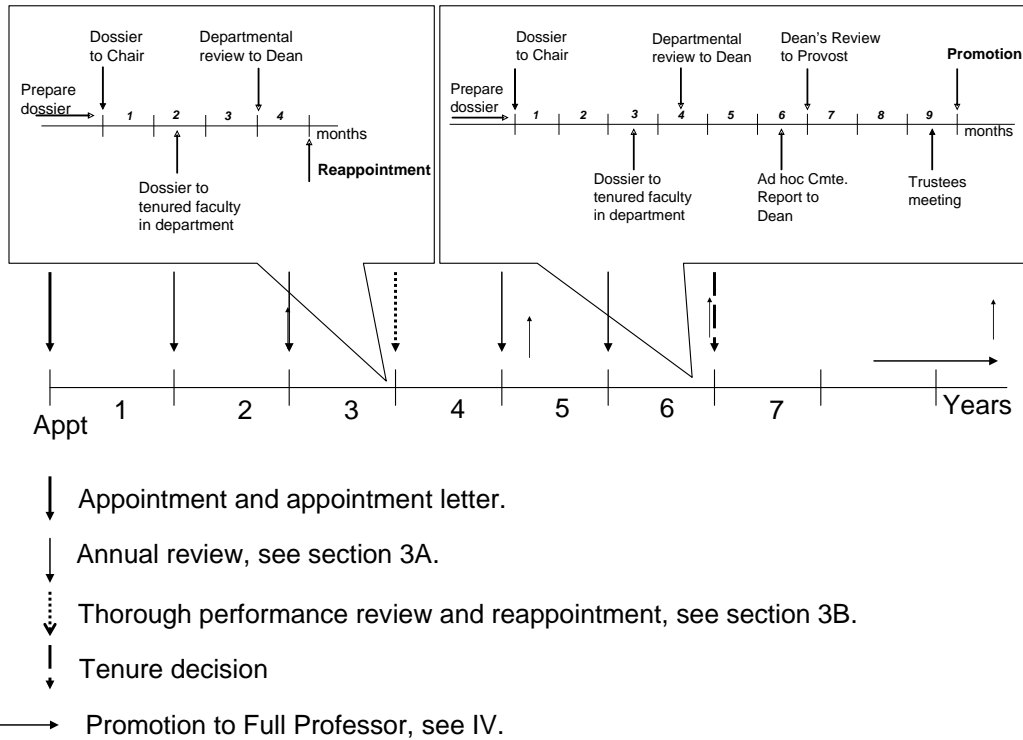 Dossier
to Chair
Departmental
review to Dean
Prepare
dossier
1 2 3 4
months
Reappointment
Dossier to
tenured faculty
in department
Dossier
to Chair
Departmental
review to Dean
Dean's Review
to Provost
Promotion
Prepare
dossier
1 2 3 4 5 6 7 8 9
months
Dossier to
tenured faculty
in department
Ad hoc Cmte.
Report to
Dean
Trustees
meeting
1 2 3 4 5 6 7 Years
Appt
Appointment and appointment letter.
Annual review, see section 3A.
Thorough performance review and reappointment, see section 3B.
Tenure decision
Promotion to Full Professor, see IV.